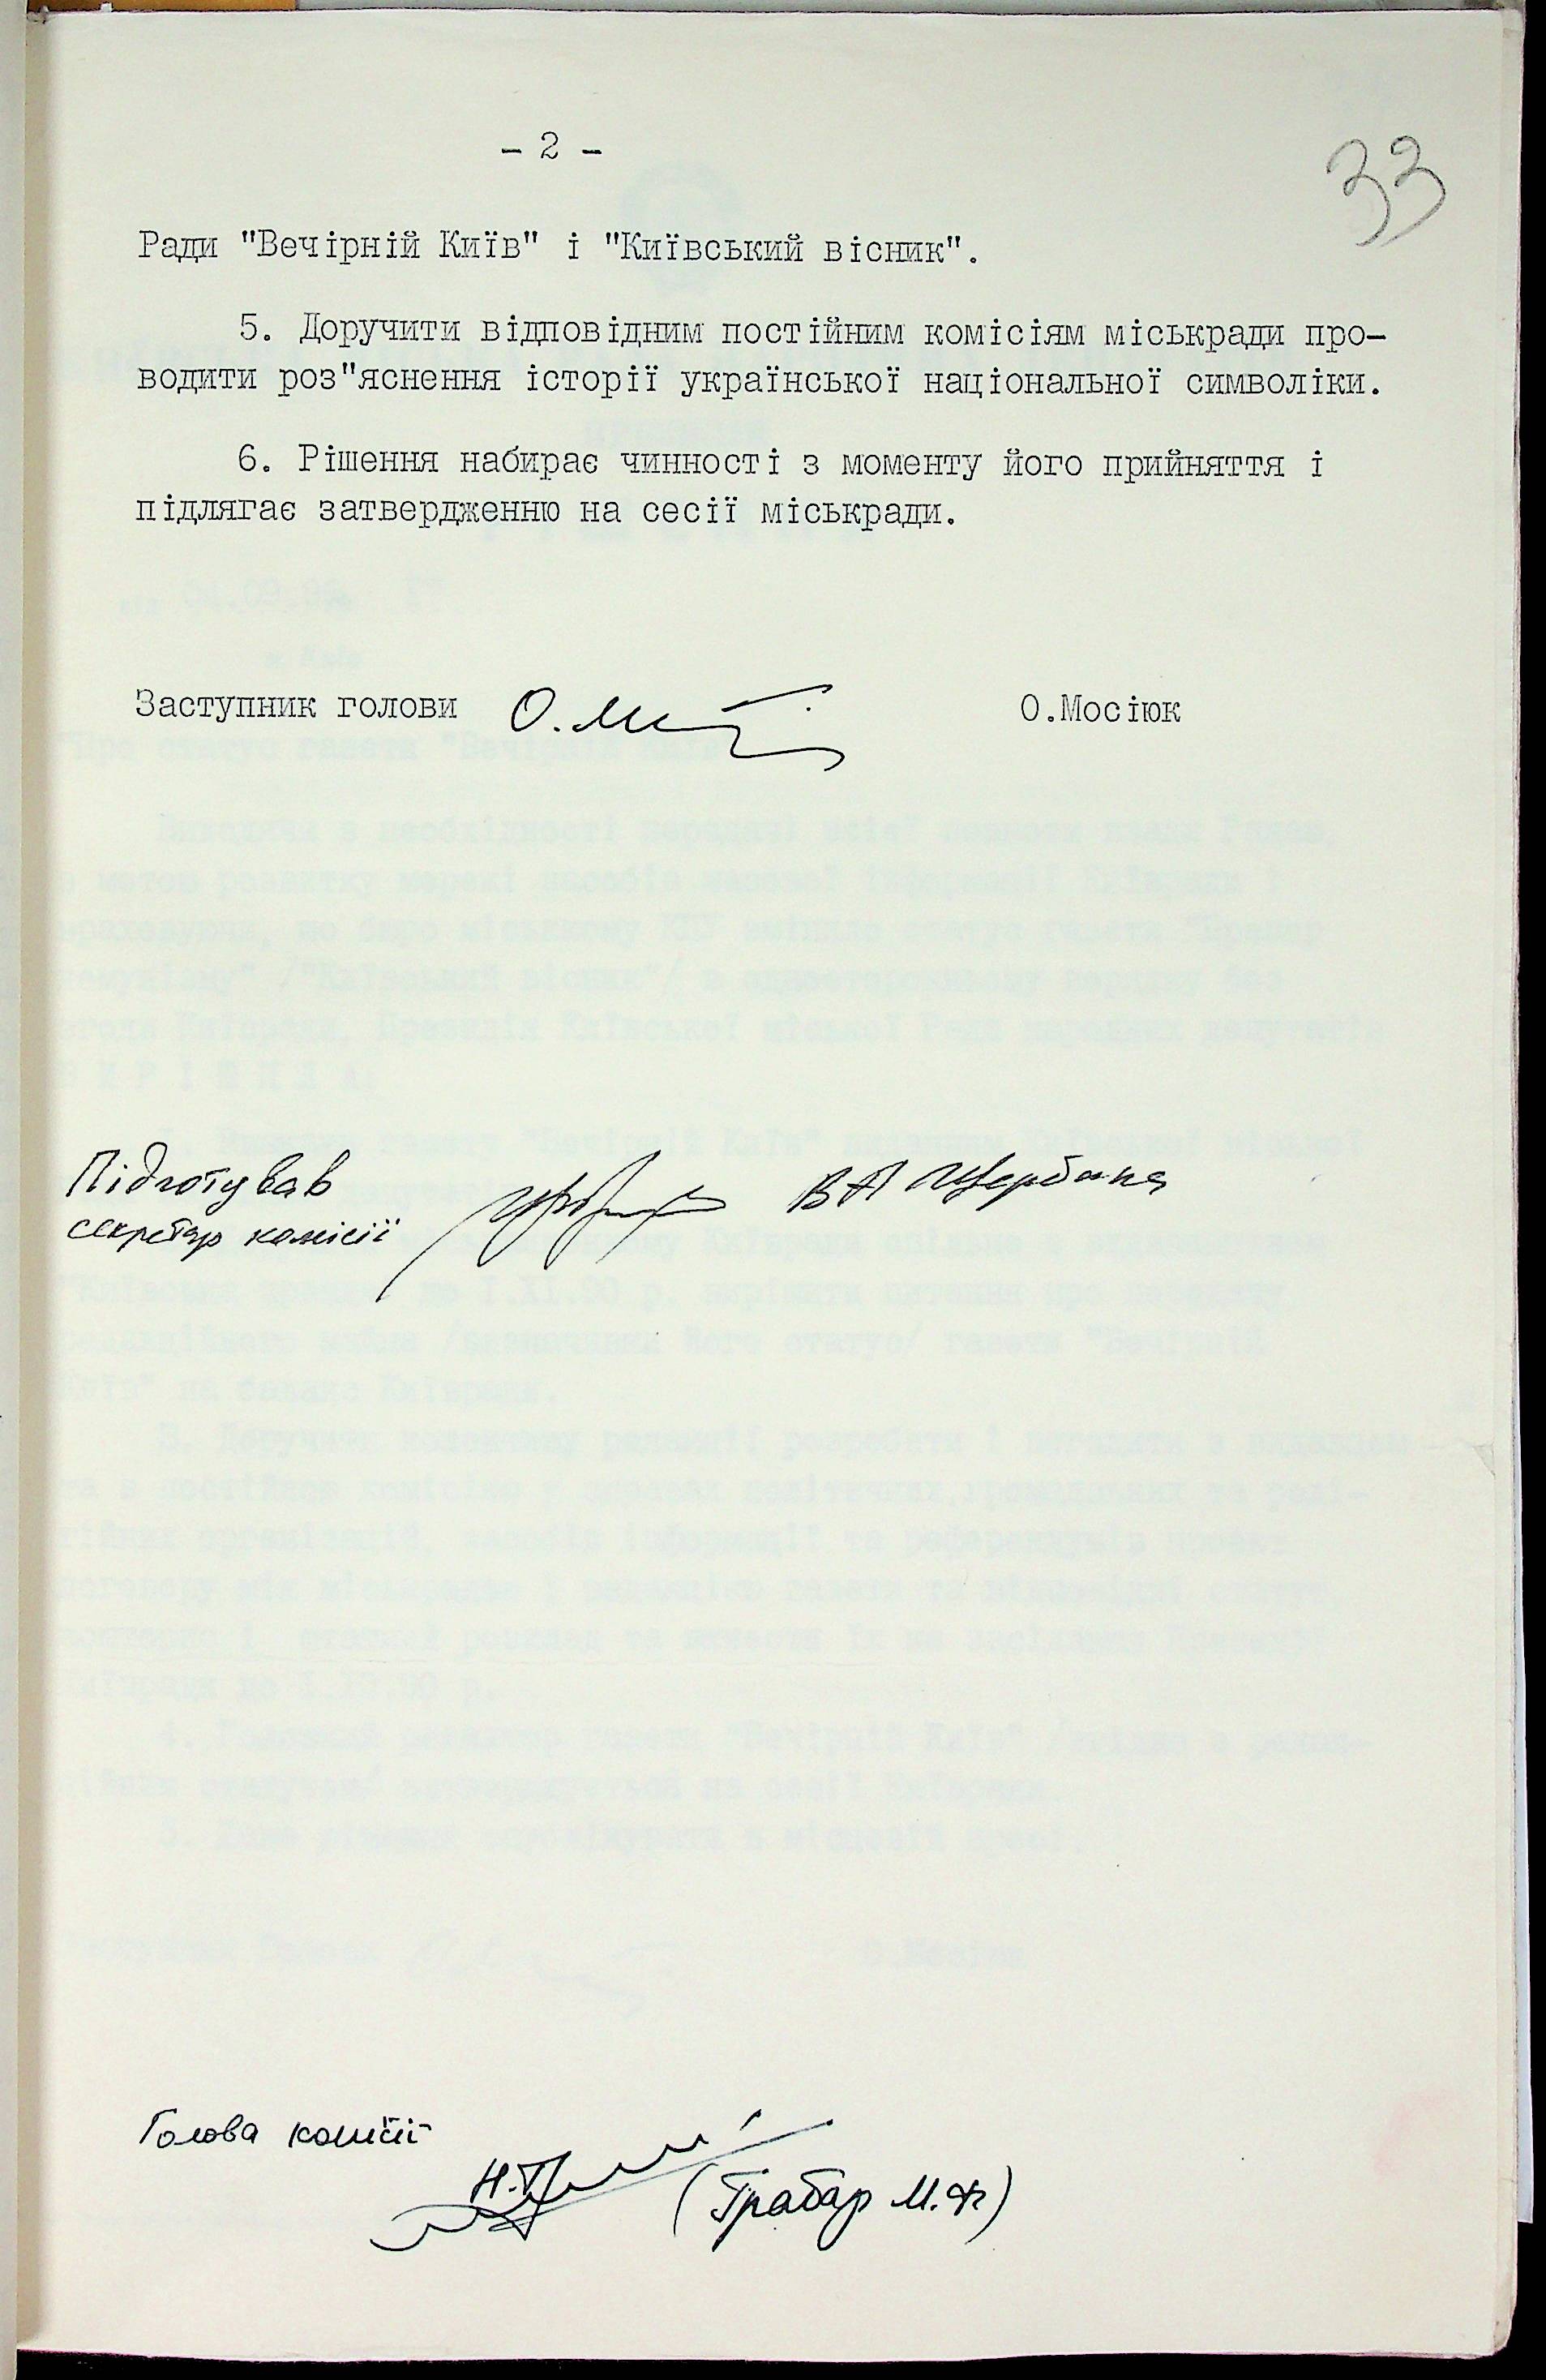 - 2 -
33
Ради "Вечірній Київ" і "Київський вісник".
5. Доручити відповідним постійним комісіям міськради про-
водити роз"яснення історії української національної символіки.
6. Рішення набирає чинності з моменту його прийняття і
підлягає затвердженню на сесії міськради.
Заступник голови О.Мосіюк
Підготував
секретар комісії В А Щербина
Голова комісії
(Грабар М.Ф)